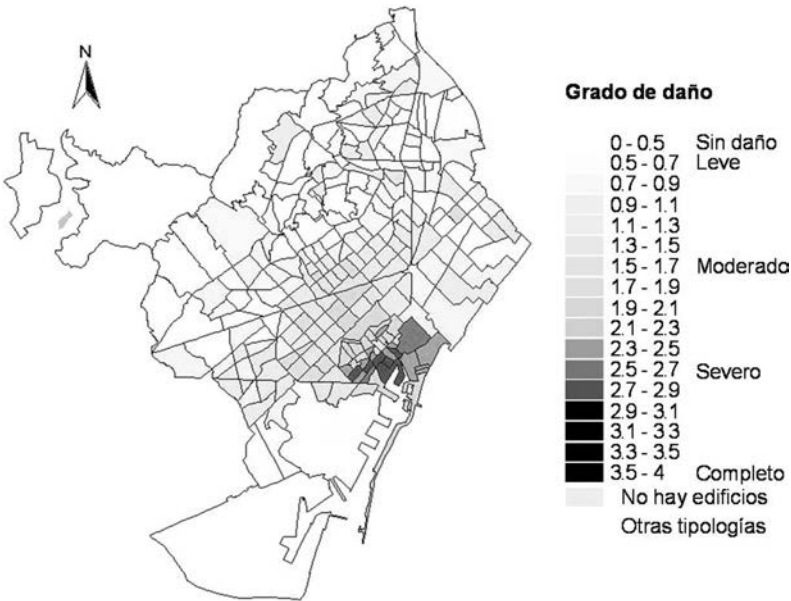 N
Grado de daño
0 - 0.5 Sin daño
0.5 - 0.7 Leve
0.7 - 0.9
0.9 - 1.1
1.1 - 1.3
1.3 - 1.5
1.5 - 1.7 Moderado
1.7 - 1.9
1.9 - 2.1
2.1 - 2.3
2.3 - 2.5
2.5 - 2.7 Severo
2.7 - 2.9
2.9 - 3.1
3.1 - 3.3
3.3 - 3.5
3.5 - 4 Completo
No hay edificios
Otras tipologías